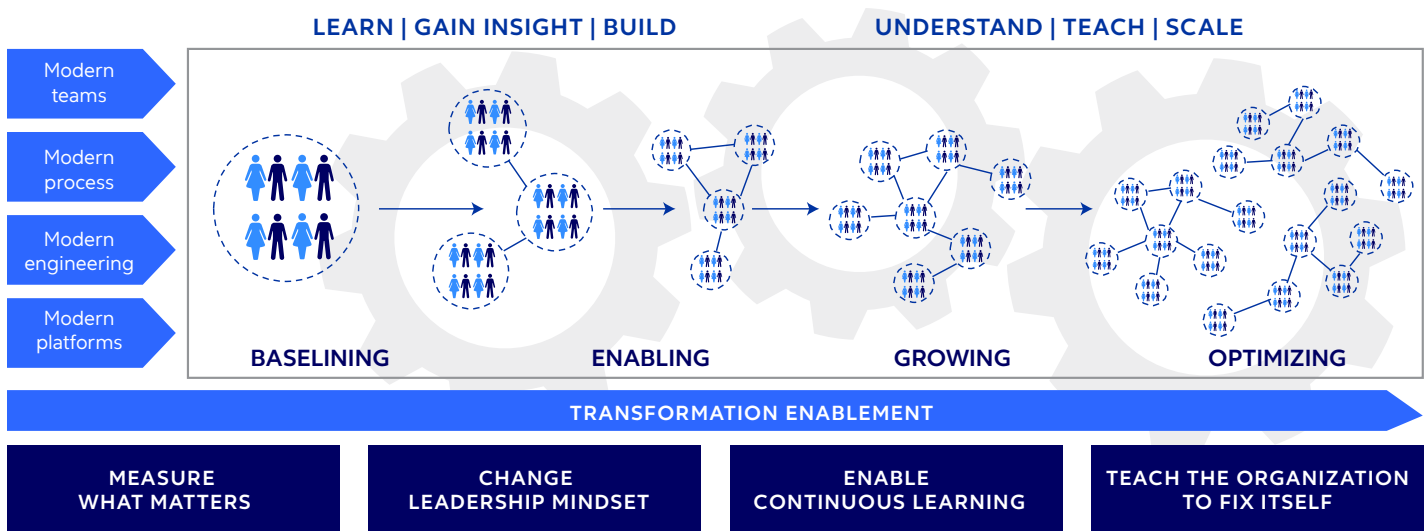 LEARN | GAIN INSIGHT | BUILD
UNDERSTAND | TEACH | SCALE
Modern
teams
Modern
process
Modern
engineering
Modern
platforms
BASELINING
ENABLING
GROWING
OPTIMIZING
TRANSFORMATION ENABLEMENT
MEASURE
WHAT MATTERS
CHANGE
LEADERSHIP MINDSET
ENABLE
CONTINUOUS LEARNING
TEACH THE ORGANIZATION
TO FIX ITSELF